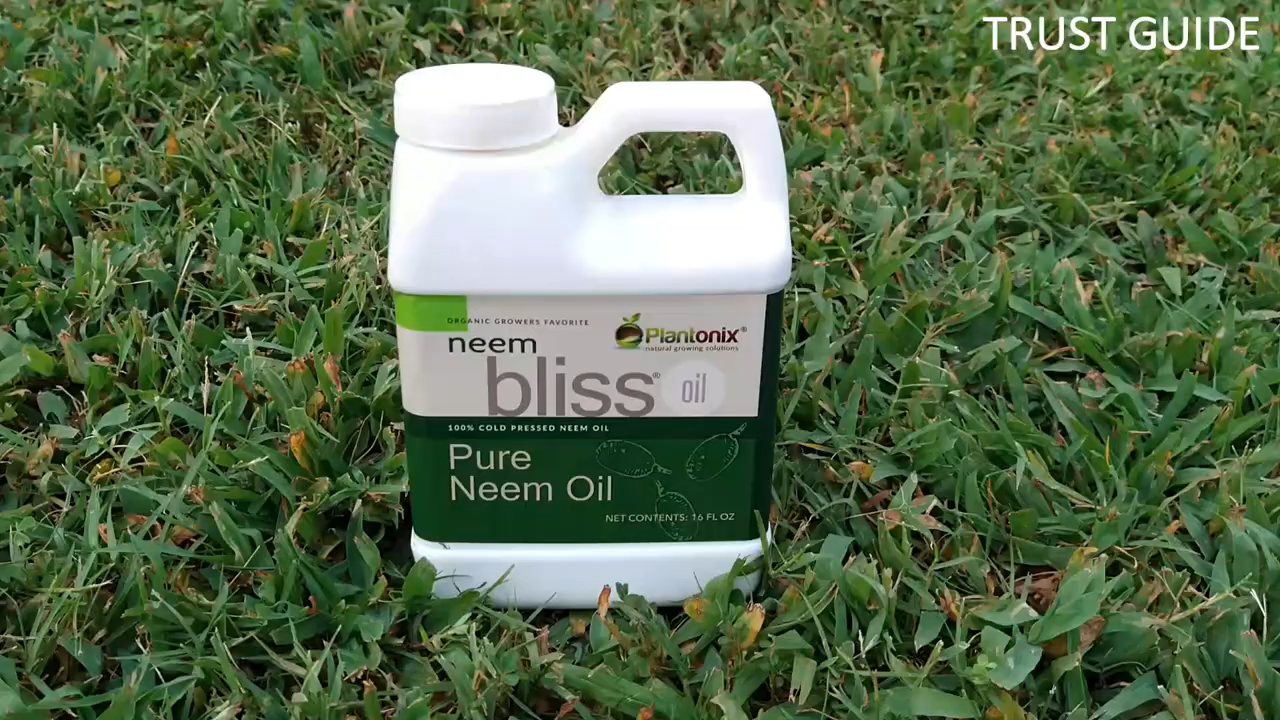 TRUST GUIDE
ORGANIC GROWERS FAVORITE
neem
bliss® oil
Plantonix®
natural growing solutions
100% COLD PRESSED NEEM OIL
Pure
Neem Oil
NET CONTENTS: 16 FL OZ